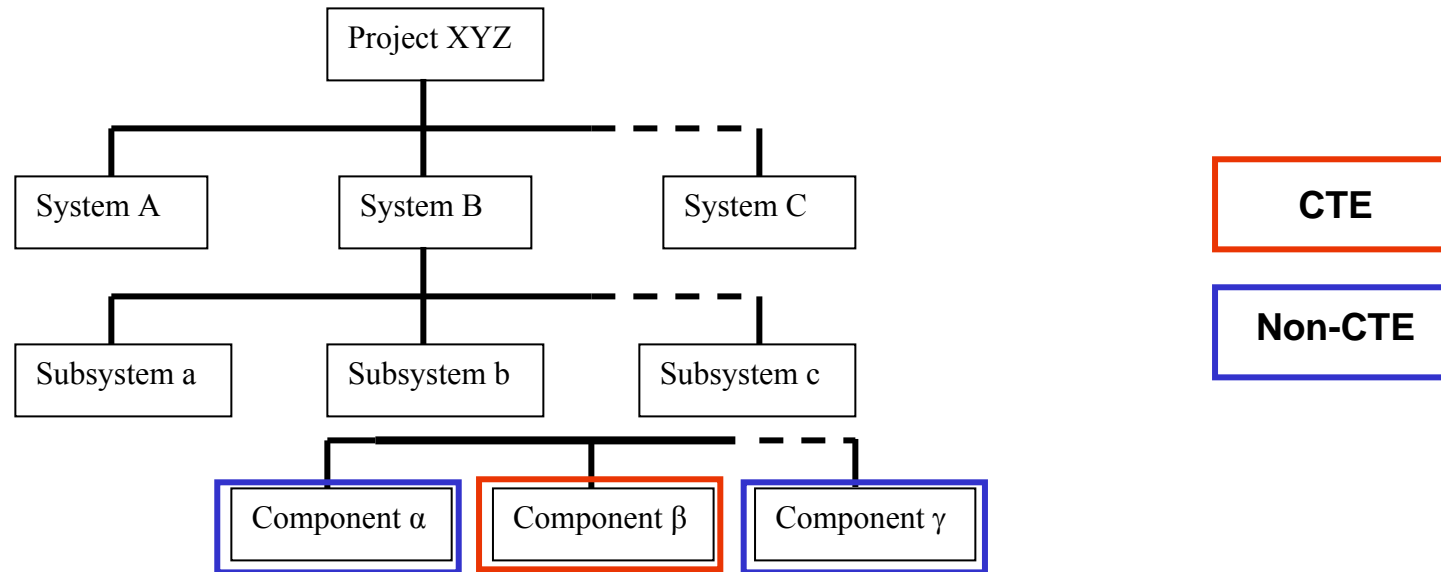 Project XYZ
System A
System B
System C
CTE
Non-CTE
Subsystem a
Subsystem b
Subsystem c
Component α
Component β
Component γ